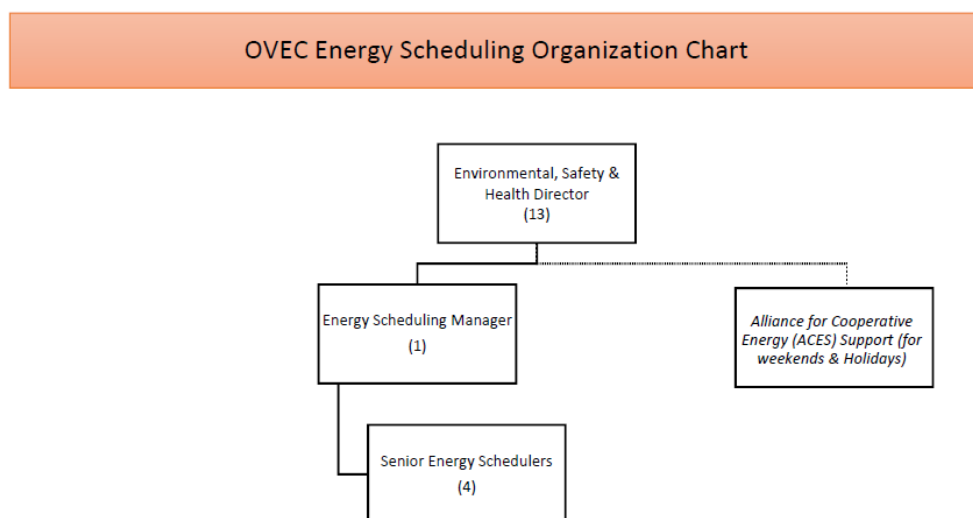 OVEC Energy Scheduling Organization Chart
Environmental, Safety &
Health Director
(13)
Energy Scheduling Manager
(1)
Alliance for Cooperative
Energy (ACES) Support (for
weekends & Holidays)
Senior Energy Schedulers
(4)